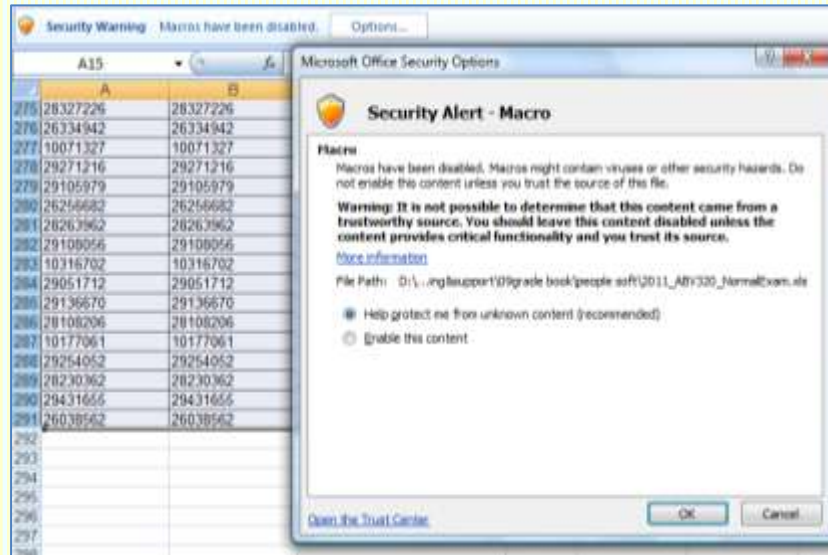 Security Warning Macros have been disabled. Options...
A15
Microsoft Office Security Options
A B
Security Alert - Macro
275 28327226 28327226
276 26334942 26334942
277 10071327 10071327
278 29271216 29271216
279 29105979 29105979
280 26256682 26256682
281 28263962 28263962
282 29108056 29108056
283 10316702 10316702
284 29051712 29051712
285 29136670 29136670
286 28108206 28108206
287 10177061 10177061
288 29254052 29254052
289 28230362 28230362
290 29431655 29431655
291 26038562 26038562
292
293
294
295
296
297
Macro
Macros have been disabled. Macros might contain viruses or other security hazards. Do
not enable this content unless you trust the source of this file.
Warning: It is not possible to determine that this content came from a
trustworthy source. You should leave this content disabled unless the
content provides critical functionality and you trust its source.
More information
File Path: book\people soft\2011_ABV320_NormalExam.xls
Help protect me from unknown content (recommended)
Enable this content
Open the Trust Center
OK Cancel